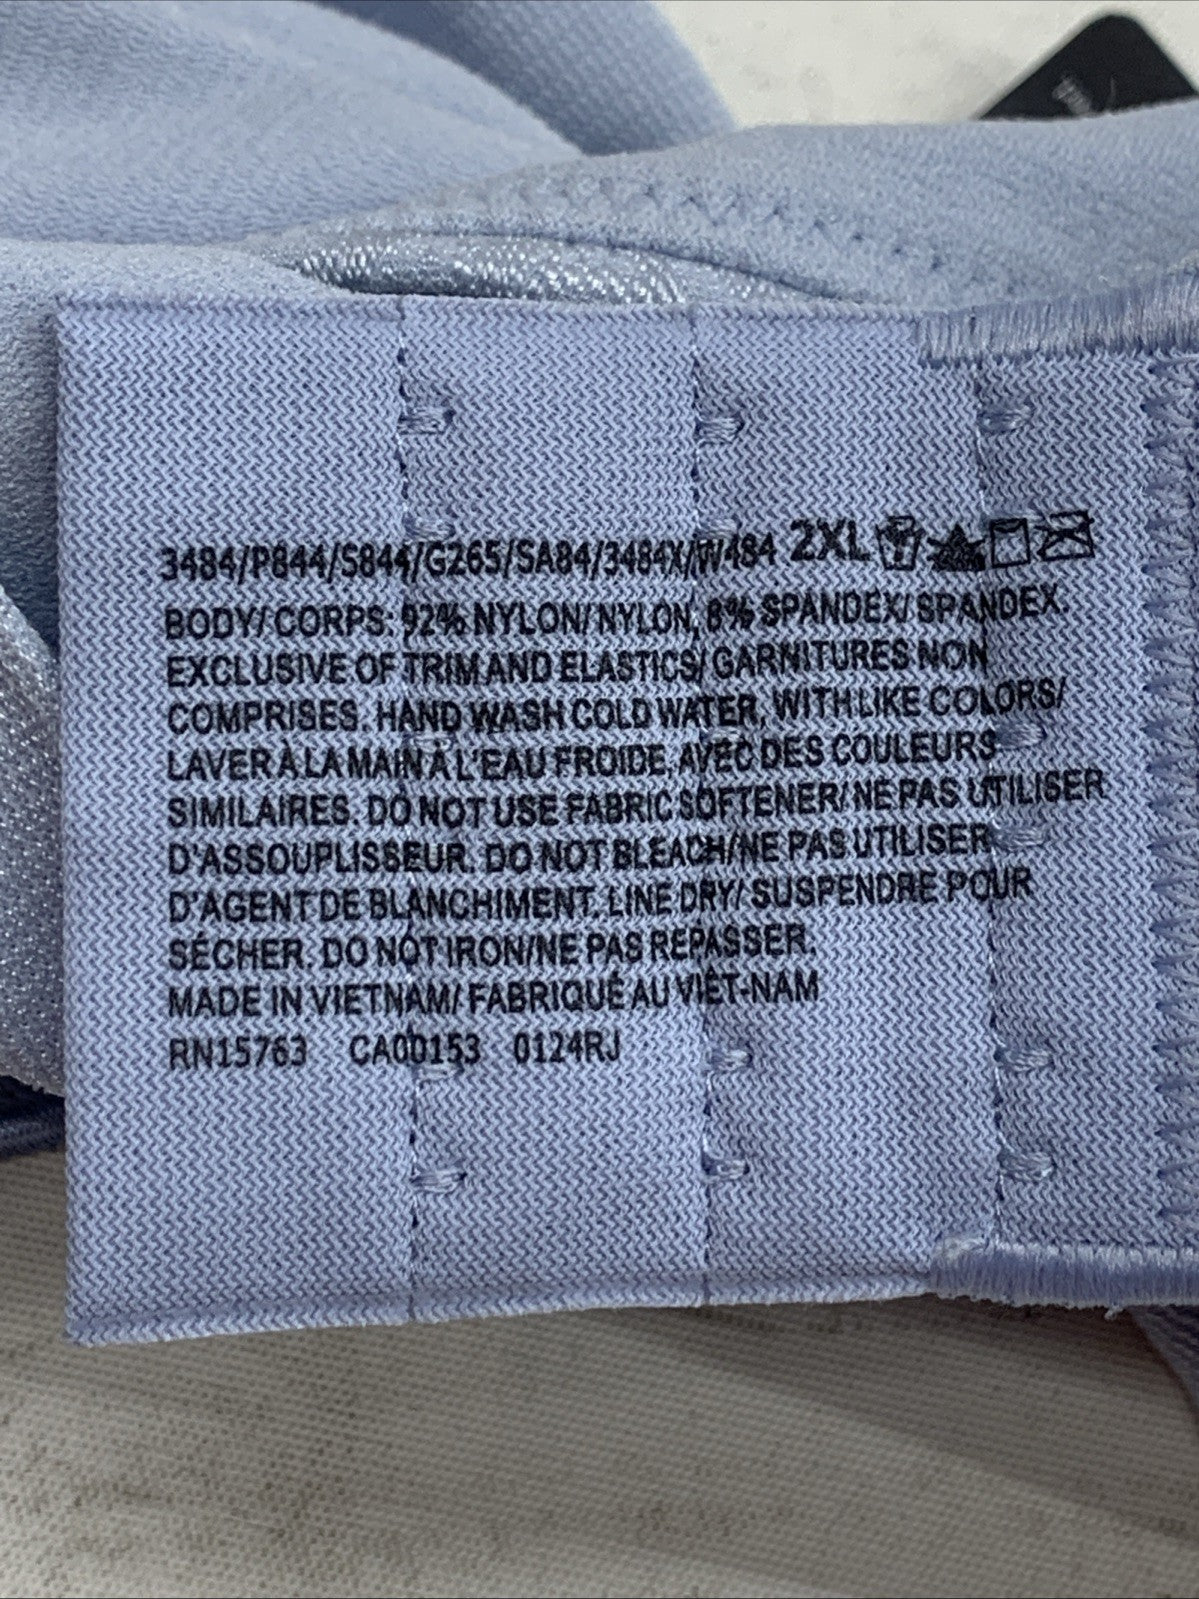 3484/P844/S844/G265/SA84/3484X/W484 2XL
BODY/ CORPS: 92% NYLON/ NYLON, 8% SPANDEX/ SPANDEX.
EXCLUSIVE OF TRIM AND ELASTICS/ GARNITURES NON
COMPRISES. HAND WASH COLD WATER, WITH LIKE COLORS/
LAVER À LA MAIN À L'EAU FROIDE, AVEC DES COULEURS
SIMILAIRES. DO NOT USE FABRIC SOFTENER/ NE PAS UTILISER
D'ASSOUPLISSEUR. DO NOT BLEACH/NE PAS UTILISER
D'AGENT DE BLANCHIMENT. LINE DRY/ SUSPENDRE POUR
SÉCHER. DO NOT IRON/NE PAS REPASSER.
MADE IN VIETNAM/ FABRIQUÉ AU VIÊT-NAM
RN15763 CA00153 0124RJ